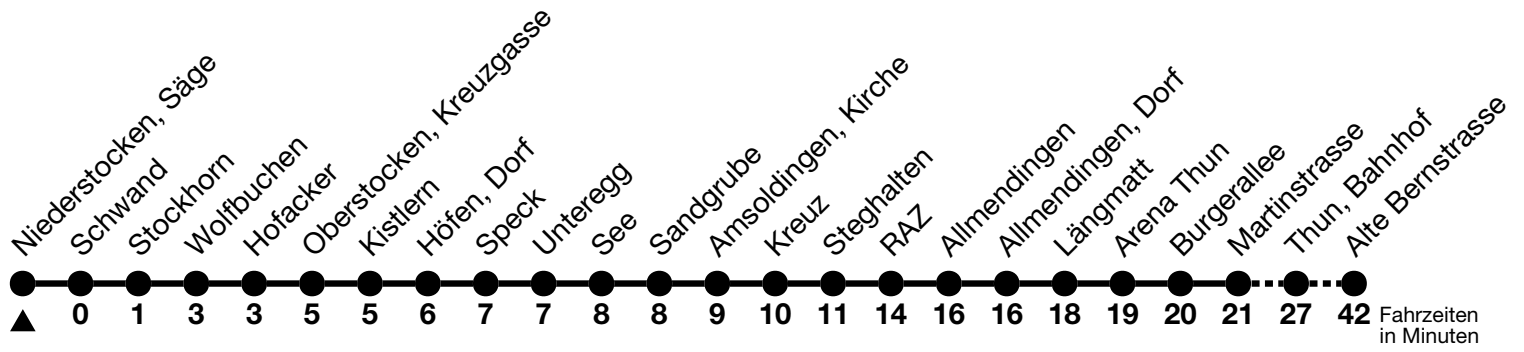 Niederstocken, Säge
Schwand
Stockhorn
Wolfbuchen
Hofacker
Oberstocken, Kreuzgasse
Kistlern
Höfen, Dorf
Speck
Unteregg
See
Sandgrube
Amsoldingen, Kirche
Kreuz
Steghalten
RAZ
Allmendingen
Allmendingen, Dorf
Längmatt
Arena Thun
Burgerallee
Martinstrasse
Thun, Bahnhof
Alte Bernstrasse
0 1 3 3 5 5 6 7 7 8 8 9 10 11 14 16 16 18 19 20 21 27 42 Fahrzeiten
in Minuten